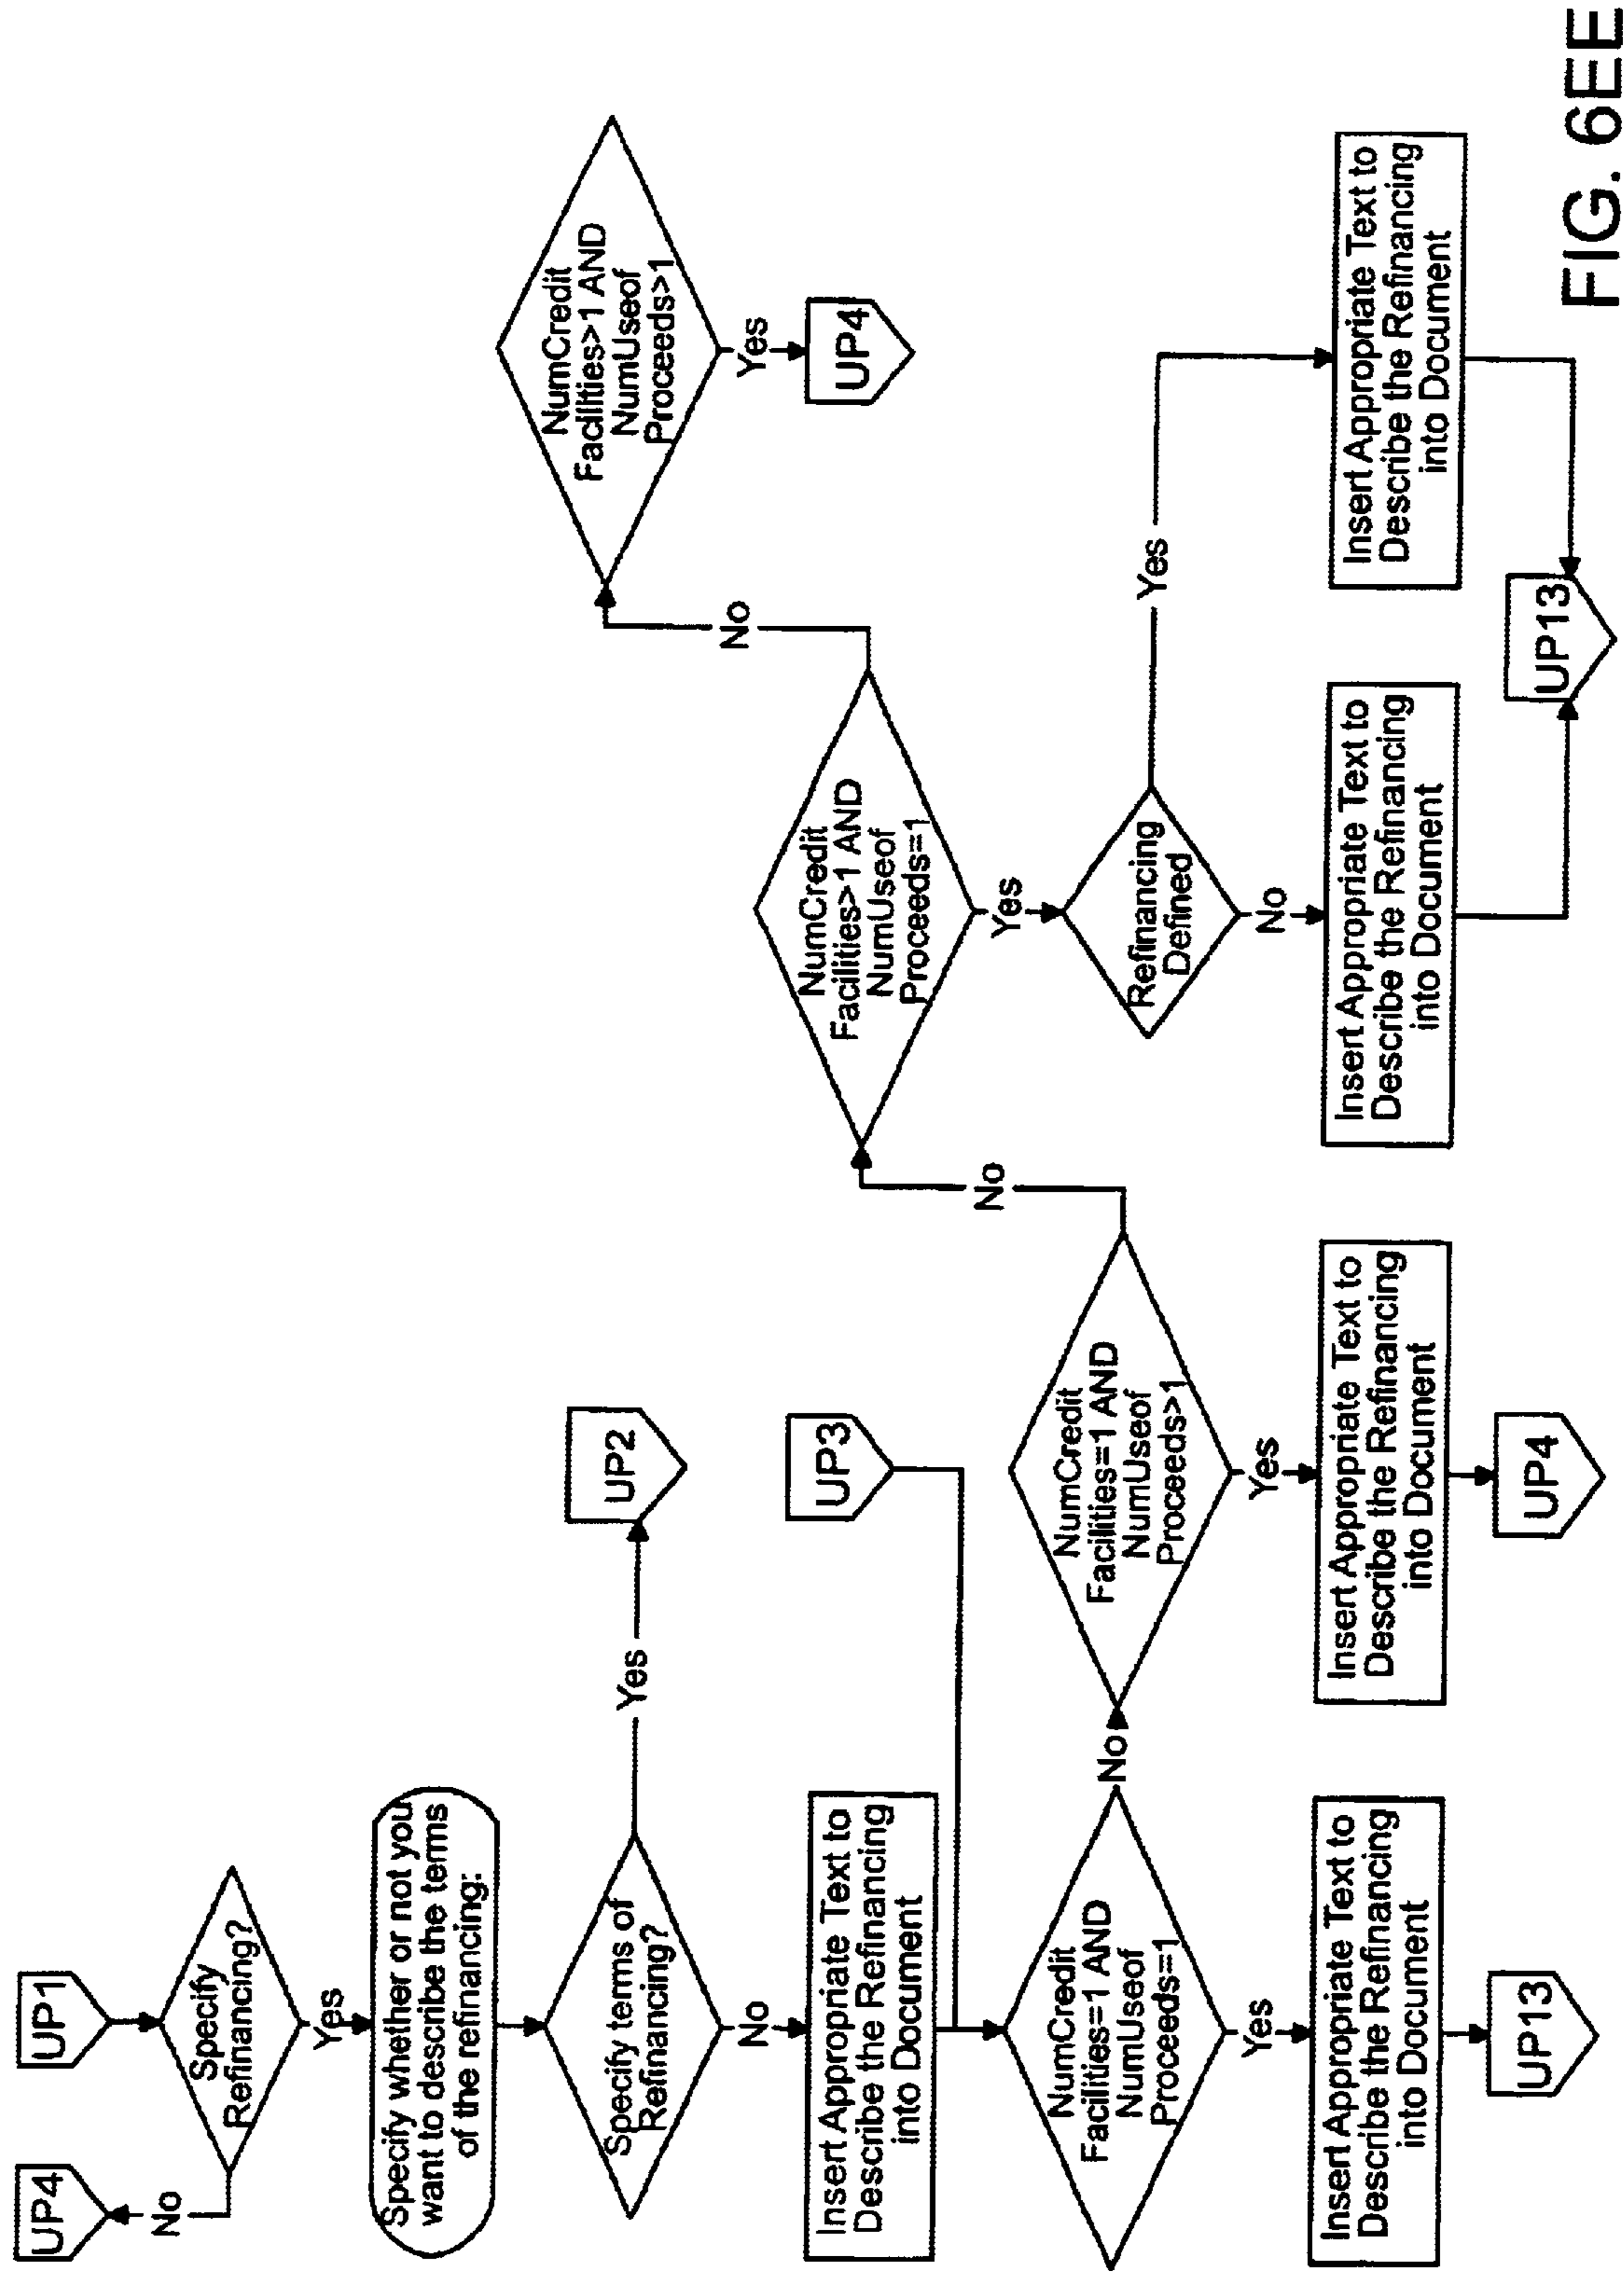 UP4
UP1
No
Specify
Refinancing?
Yes
Specify whether or not you
want to describe the terms
of the refinancing:
Specify terms of
Refinancing?
Yes
UP2
No
Insert Appropriate Text to
Describe the Refinancing
into Document
UP3
NumCredit
Facilities=1 AND
NumUseof
Proceeds=1
No
NumCredit
Facilities=1 AND
NumUseof
Proceeds>1
No
NumCredit
Facilities>1 AND
NumUseof
Proceeds=1
No
NumCredit
Facilities>1 AND
NumUseof
Proceeds>1
Yes
UP4
Yes
Refinancing
Defined
Yes
No
Yes
Insert Appropriate Text to
Describe the Refinancing
into Document
UP13
Yes
Insert Appropriate Text to
Describe the Refinancing
into Document
UP4
Insert Appropriate Text to
Describe the Refinancing
into Document
Insert Appropriate Text to
Describe the Refinancing
into Document
UP13
FIG. 6EE